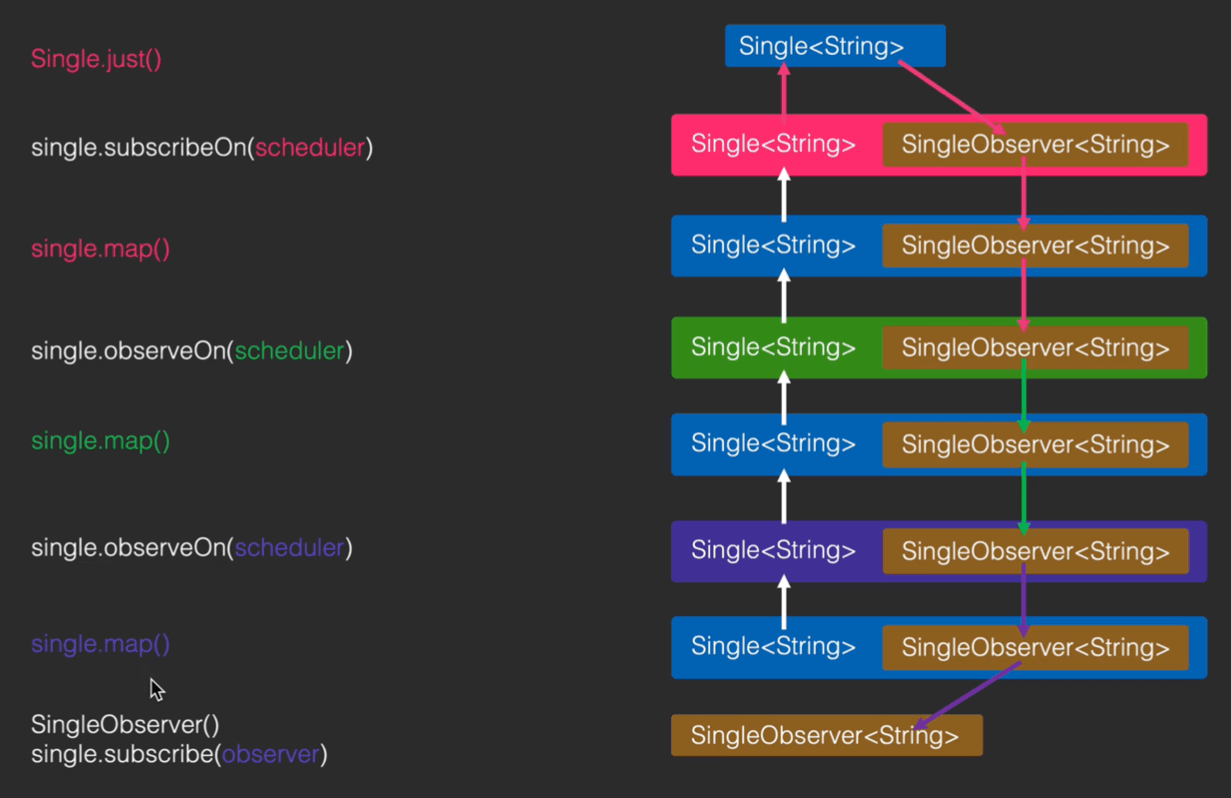 Single.just()
Single<String>
single.subscribeOn(scheduler)
Single<String> SingleObserver<String>
single.map()
Single<String> SingleObserver<String>
single.observeOn(scheduler)
Single<String> SingleObserver<String>
single.map()
Single<String> SingleObserver<String>
single.observeOn(scheduler)
Single<String> SingleObserver<String>
single.map()
Single<String> SingleObserver<String>
SingleObserver()
single.subscribe(observer)
SingleObserver<String>